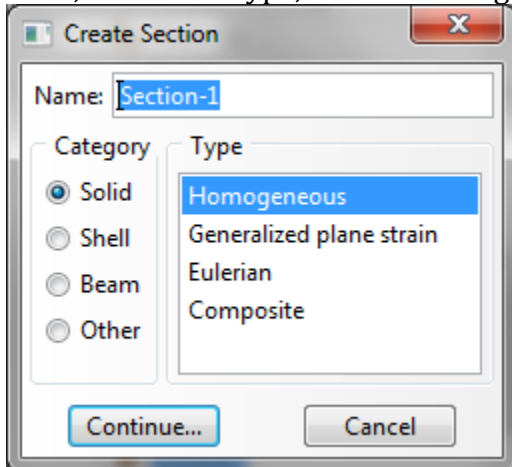 Create Section
Name: Section-1
Category
Type
Solid
Shell
Beam
Other
Homogeneous
Generalized plane strain
Eulerian
Composite
Continue...
Cancel